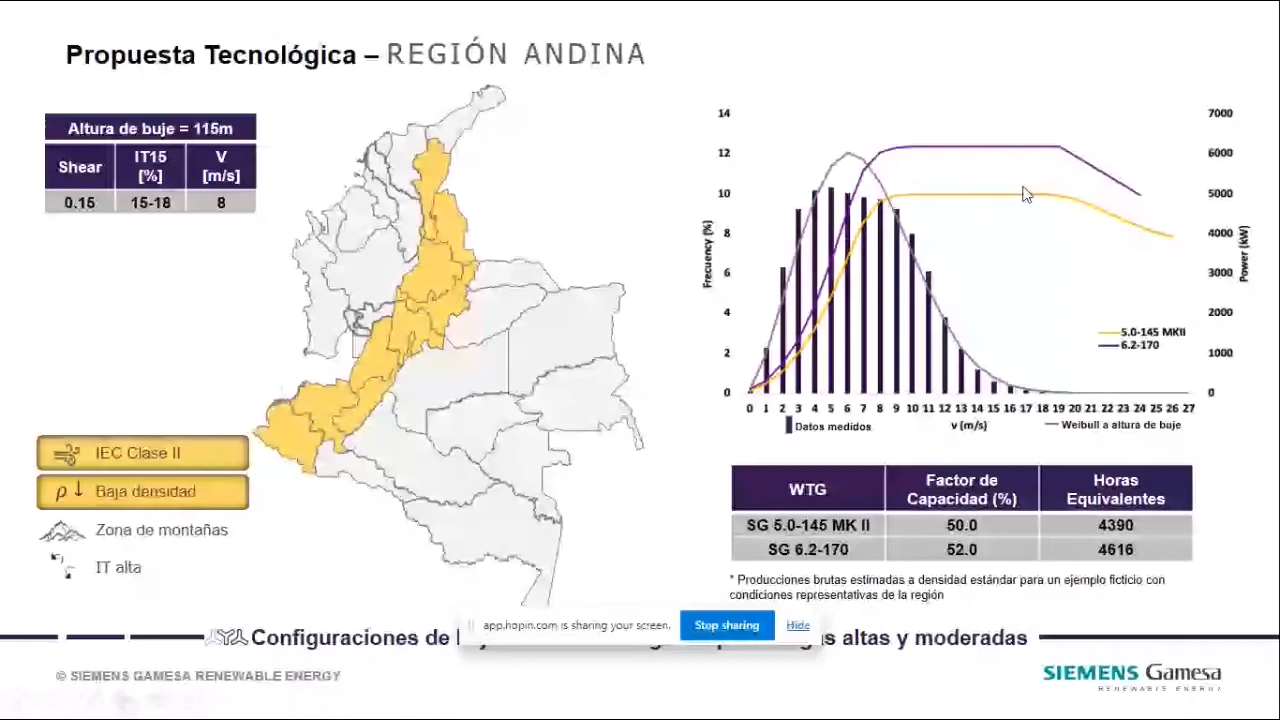 Propuesta Tecnológica – REGIÓN ANDINA
Altura de buje = 115m
Shear IT15 [%] V [m/s]
0.15 15-18 8
IEC Clase II
ρ↓ Baja densidad
Zona de montañas
IT alta
14 7000
12 6000
10 5000
8 4000
6 3000
4 2000
2 1000
0 0
Frecuency (%)
Power (kW)
5.0-145 MKII
6.2-170
0 1 2 3 4 5 6 7 8 9 10 11 12 13 14 15 16 17 18 19 20 21 22 23 24 25 26 27
Datos medidos v (m/s) Weibull a altura de buje
WTG Factor de Capacidad (%) Horas Equivalentes
SG 5.0-145 MK II 50.0 4390
SG 6.2-170 52.0 4616
* Producciones brutas estimadas a densidad estándar para un ejemplo ficticio con
condiciones representativas de la región
app.hopin.com is sharing your screen. Stop sharing Hide
Configuraciones de altas y moderadas
© SIEMENS GAMESA RENEWABLE ENERGY
SIEMENS Gamesa
RENEWABLE ENERGY